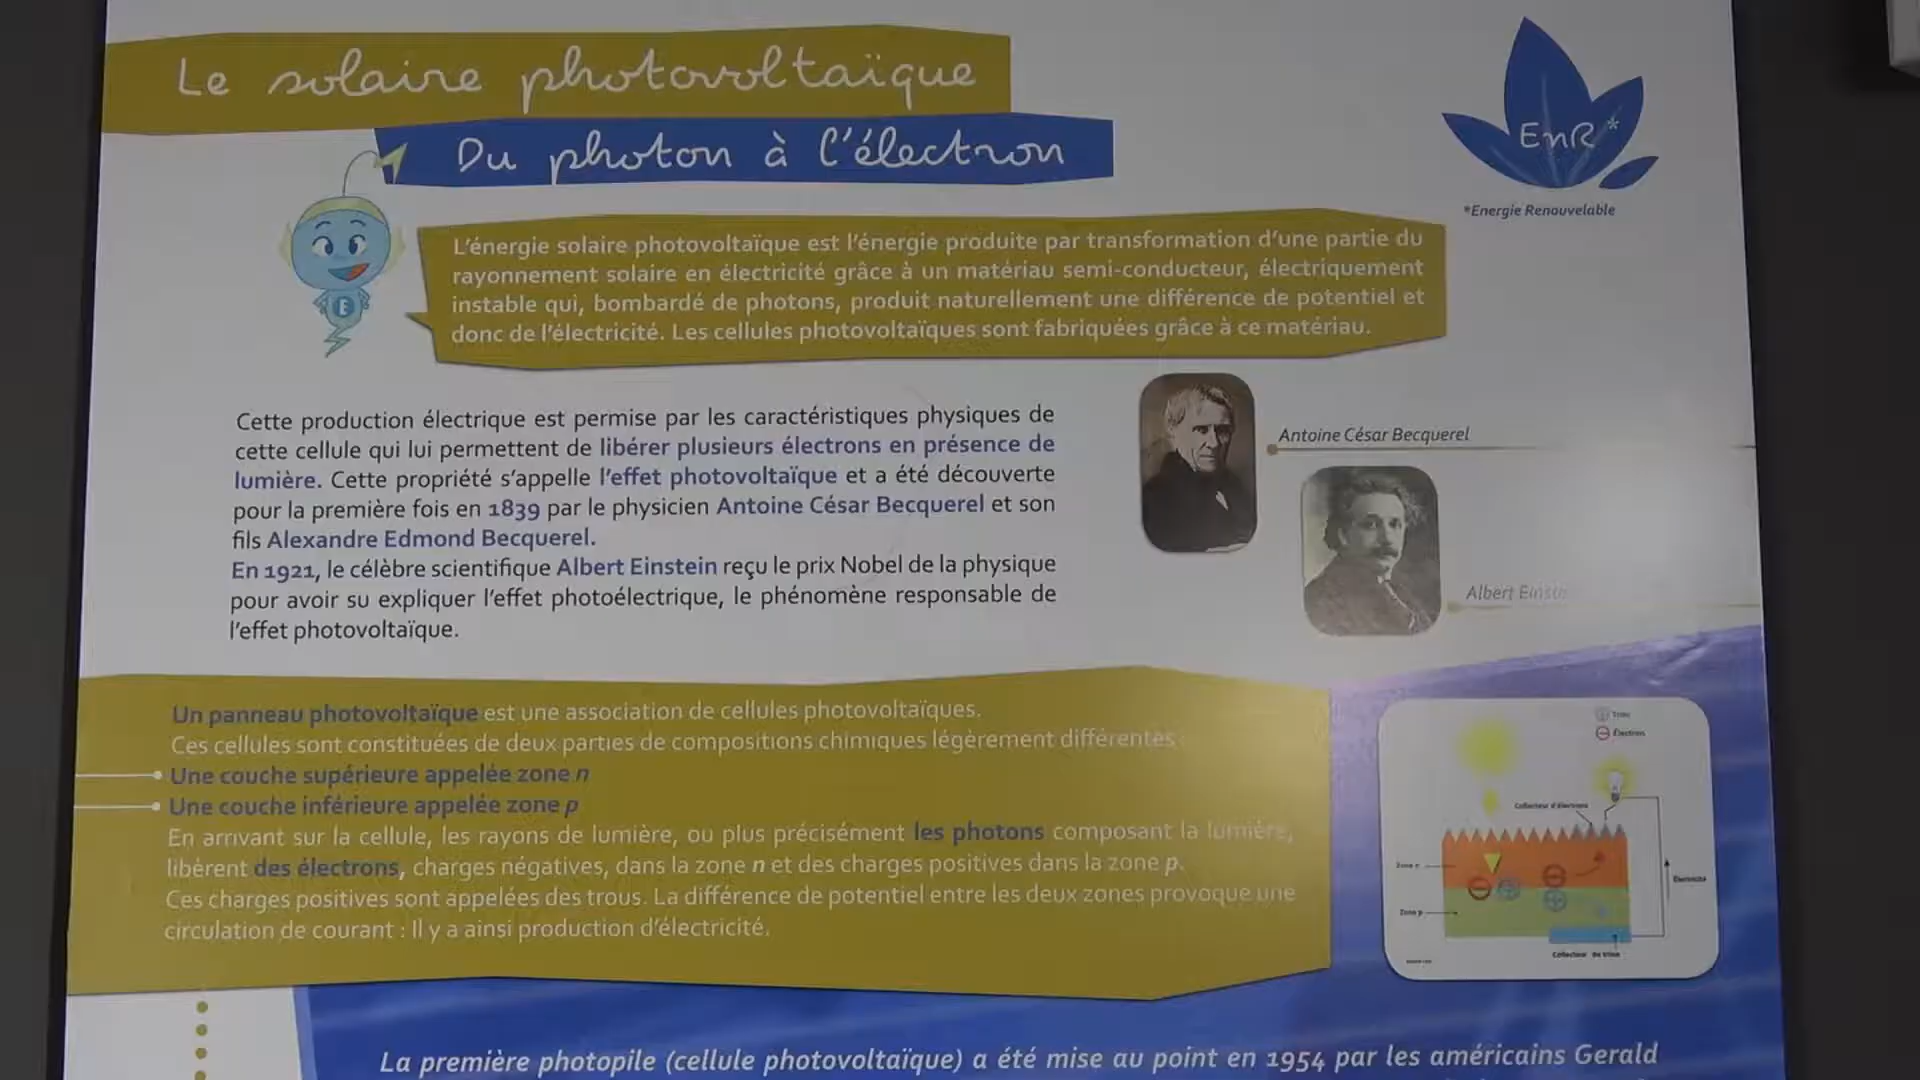 Le solaire photovoltaïque
Du photon à l'électron
EnR*
*Energie Renouvelable
L'énergie solaire photovoltaïque est l'énergie produite par transformation d'une partie du
rayonnement solaire en électricité grâce à un matériau semi-conducteur, électriquement
instable qui, bombardé de photons, produit naturellement une différence de potentiel et
donc de l'électricité. Les cellules photovoltaïques sont fabriquées grâce à ce matériau.
E
Cette production électrique est permise par les caractéristiques physiques de
cette cellule qui lui permettent de libérer plusieurs électrons en présence de
lumière. Cette propriété s'appelle l'effet photovoltaïque et a été découverte
pour la première fois en 1839 par le physicien Antoine César Becquerel et son
fils Alexandre Edmond Becquerel.
En 1921, le célèbre scientifique Albert Einstein reçu le prix Nobel de la physique
pour avoir su expliquer l'effet photoélectrique, le phénomène responsable de
l'effet photovoltaïque.
Antoine César Becquerel
Albert Einstein
Un panneau photovoltaïque est une association de cellules photovoltaïques.
Ces cellules sont constituées de deux parties de compositions chimiques légèrement différentes
Une couche supérieure appelée zone n
Une couche inférieure appelée zone p
En arrivant sur la cellule, les rayons de lumière, ou plus précisément les photons composant la lumière,
libèrent des électrons, charges négatives, dans la zone n et des charges positives dans la zone p.
Ces charges positives sont appelées des trous. La différence de potentiel entre les deux zones provoque une
circulation de courant : Il y a ainsi production d'électricité.
Trou
Électron
Collecteur d'électrons
Zone n
Électricité
Zone p
Collecteur de trous
La première photopile (cellule photovoltaïque) a été mise au point en 1954 par les américains Gerald